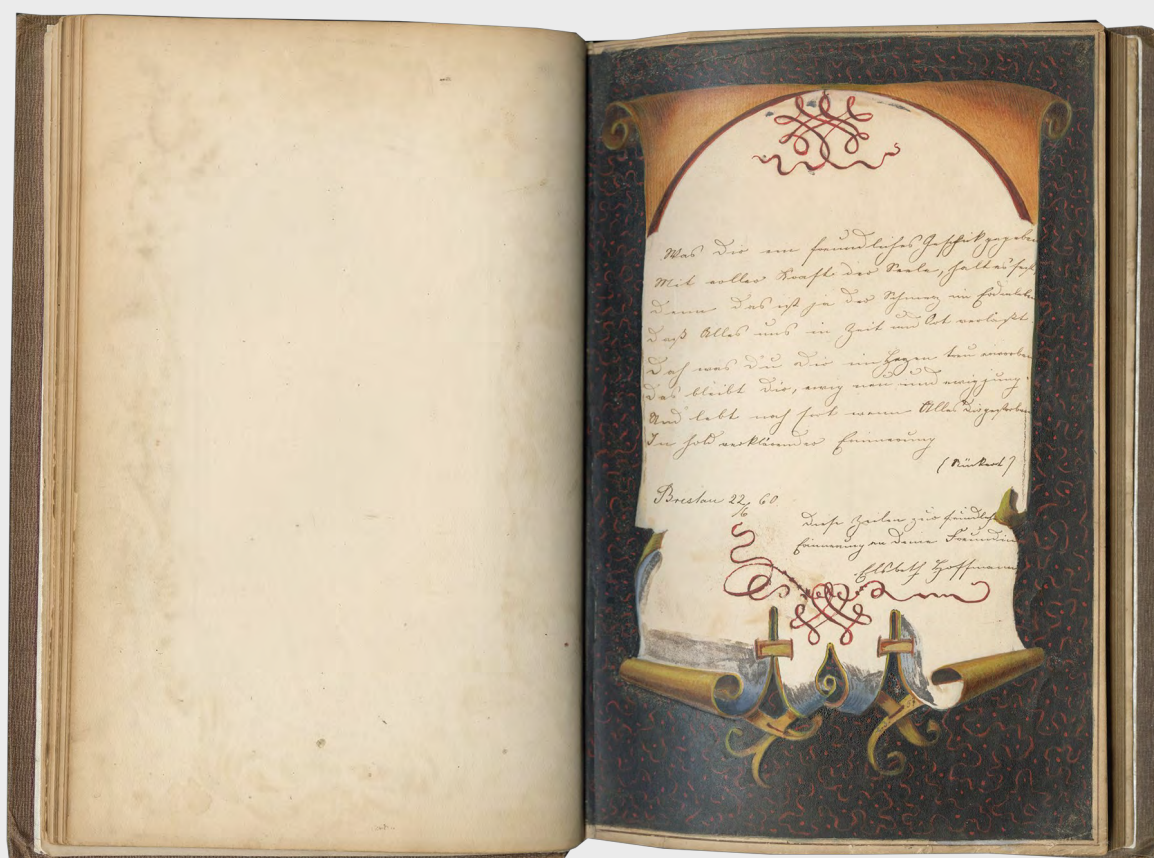 Was Dir ein freundliches Geschick gegeben
Mit voller Kraft der Seele, halt es fest
Denn das ist ja der Schmerz im Erdenleben
Daß Alles uns in Zeit und Ort verläßt
Doch was Du Dir im Herzen treu erworben
Das bleibt Dir, ewig neu und ewig jung.
Und lebt noch fort wenn Alles Dir gestorben
In hold verklärender Erinnerung
(Rückert)
Breslau 22/6 60
Diese Zeilen zur freundlichen
Erinnerung an Deine Freundin
Elsbeth Hoffmann